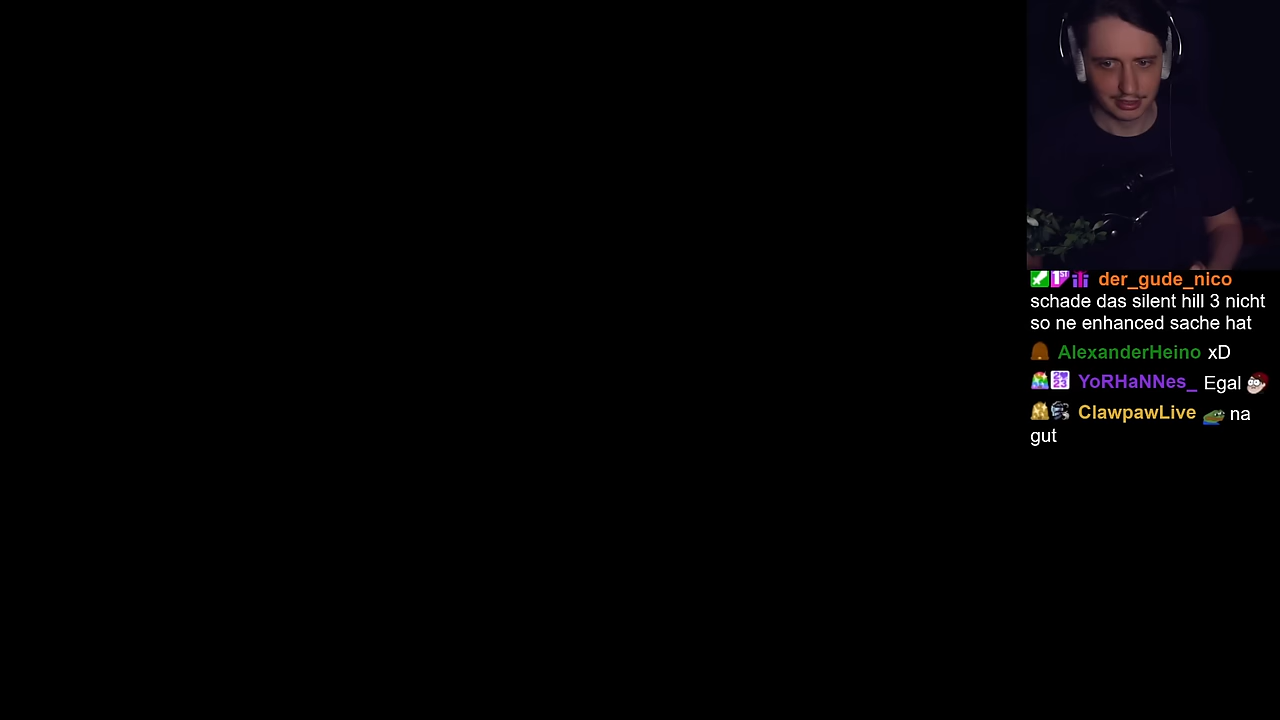 der_gude_nico
schade das silent hill 3 nicht
so ne enhanced sache hat
AlexanderHeino xD
YoRHaNNes_ Egal
ClawpawLive na
gut